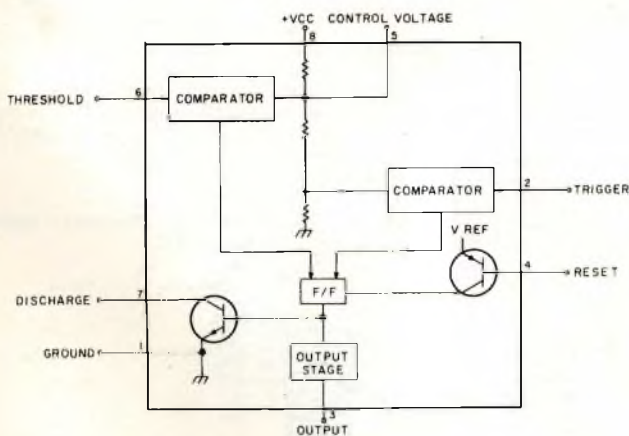 +VCC CONTROL VOLTAGE
8 5
THRESHOLD 6 COMPARATOR
COMPARATOR 2 TRIGGER
V REF
4 RESET
F/F
DISCHARGE 7
GROUND 1
OUTPUT
STAGE
3
OUTPUT